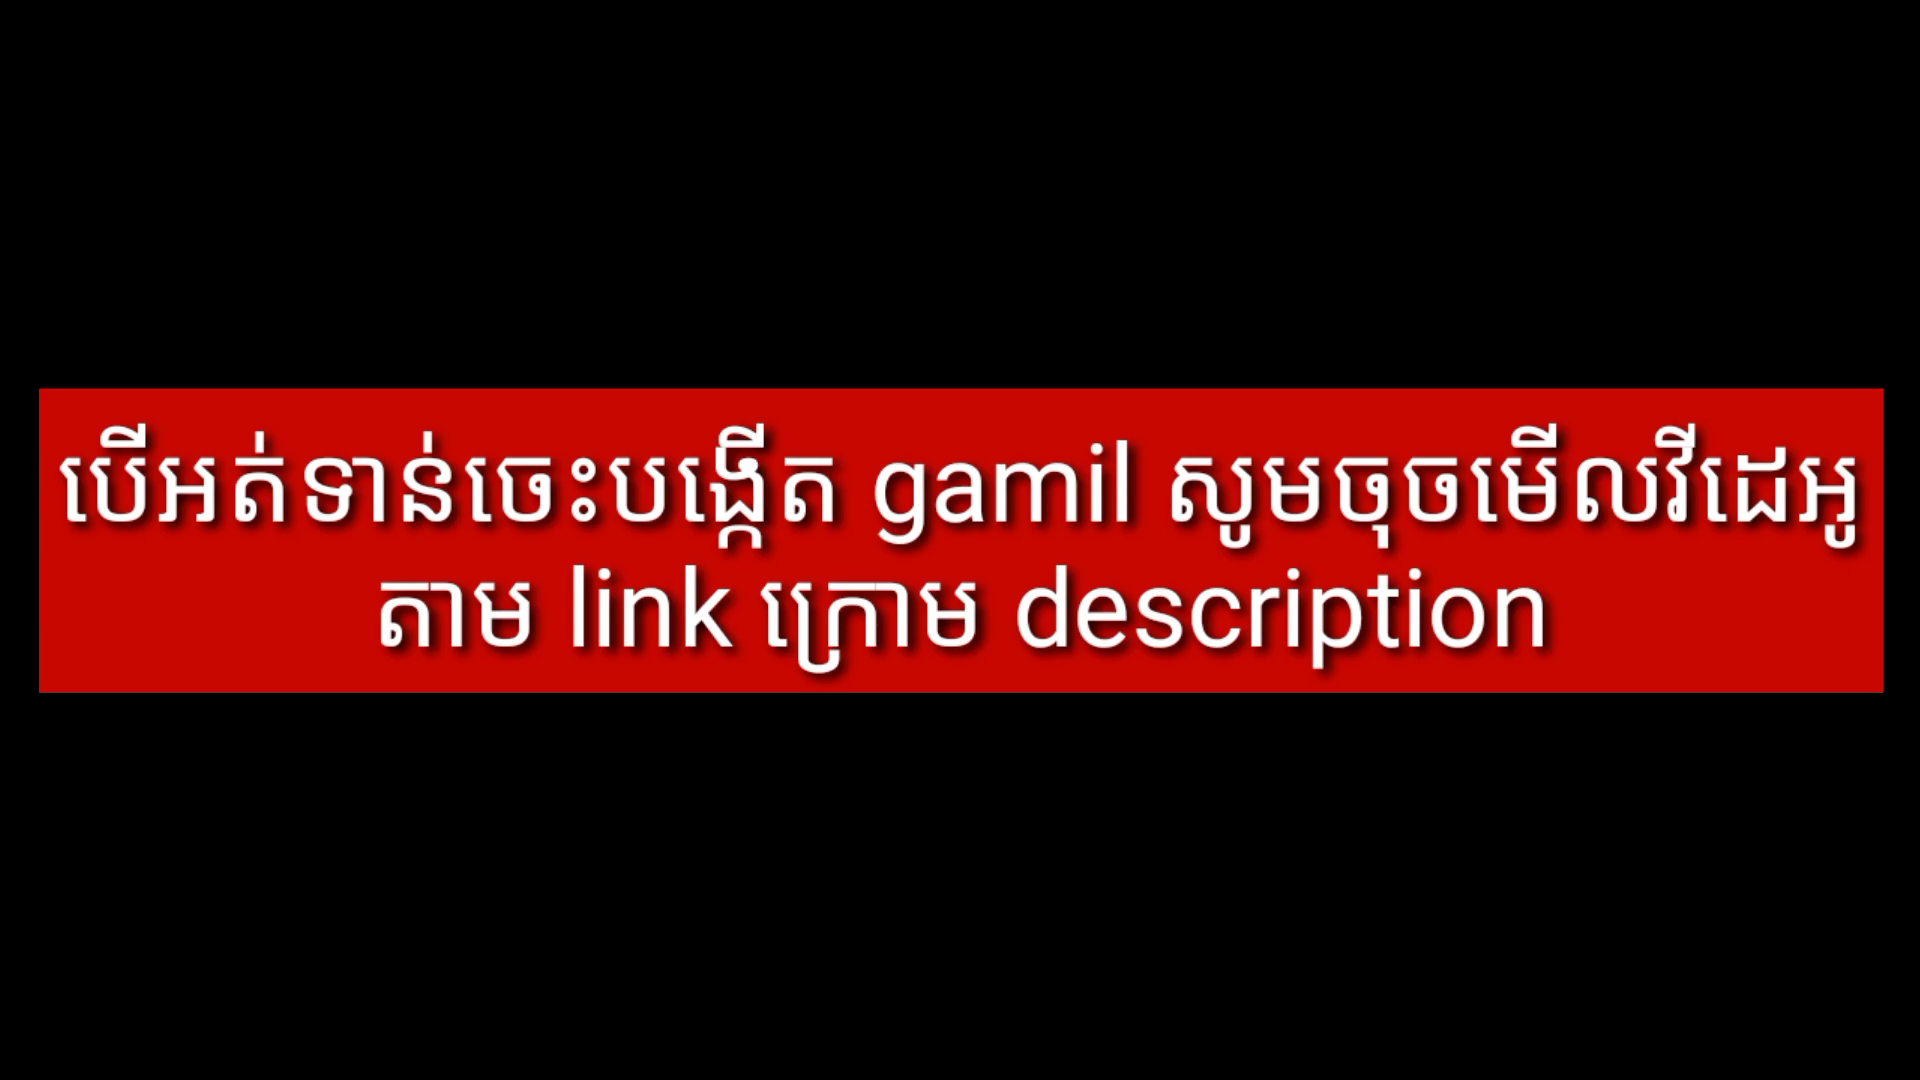 បើអត់ទាន់ចេះបង្កើត gamil សូមចុចមើលវីដេអូ
តាម link ក្រោម description